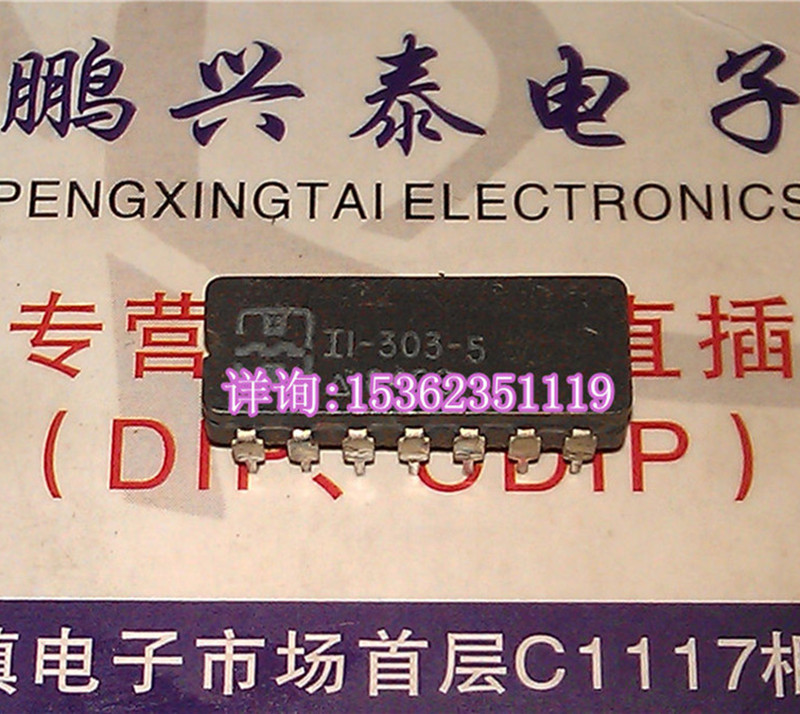 鹏兴泰电子
PENGXINGTAI ELECTRONICS
专营 直插
I1-303-5
详询:15362351119
(DIP、CDIP)
电子市场首层C1117柜